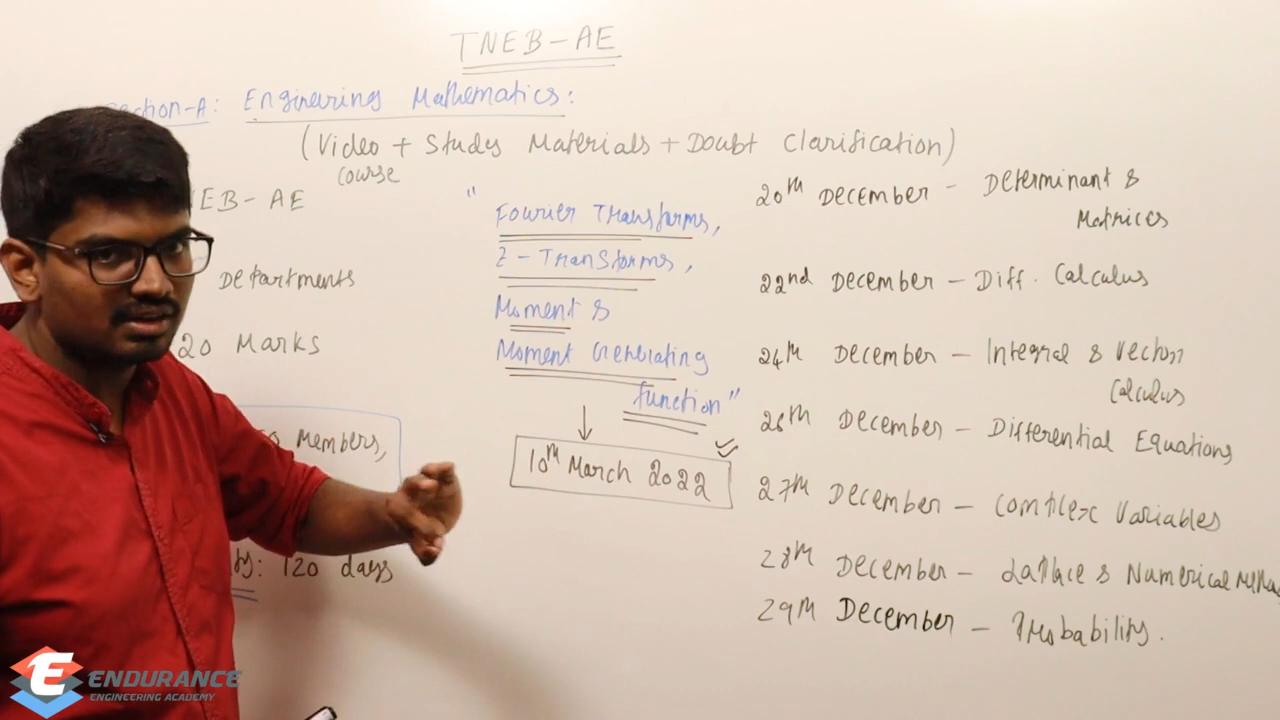 TNEB-AE
Section-A: Engineering Mathematics:
(Video + Study Materials + Doubt Clarification)
course
NEB-AE
Departments
20 Marks
Members,
: 120 days
"Fourier Transforms,
Z-Transforms,
Moment &
Moment Generating
function"
10th March 2022
20th December - Determinant &
Matrices
22nd December - Diff. Calculus
24th December - Integral & Vector
Calculus
26th December - Differential Equations
27th December - Complex Variables
28th December - Laplace & Numerical
29th December - Probability.
ENDURANCE
ENGINEERING ACADEMY